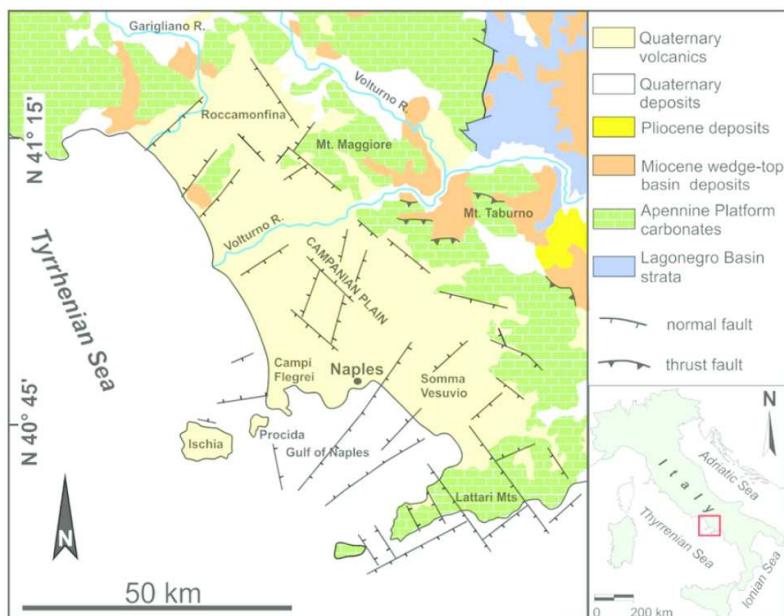 Garigliano R.
Volturno R.
Roccamonfina
Mt. Maggiore
N 41° 15'
Mt. Taburno
Volturno R.
Tyrrhenian Sea
CAMPANIAN PLAIN
Campi
Flegrei
Naples
Somma
Vesuvio
N 40° 45'
Ischia
Procida
Gulf of Naples
Lattari Mts
N
50 km
Quaternary
volcanics
Quaternary
deposits
Pliocene deposits
Miocene wedge-top
basin deposits
Apennine Platform
carbonates
Lagonegro Basin
strata
normal fault
thrust fault
N
Italy
Adriatic Sea
Thyrrenian Sea
Ionian Sea
0 200 km